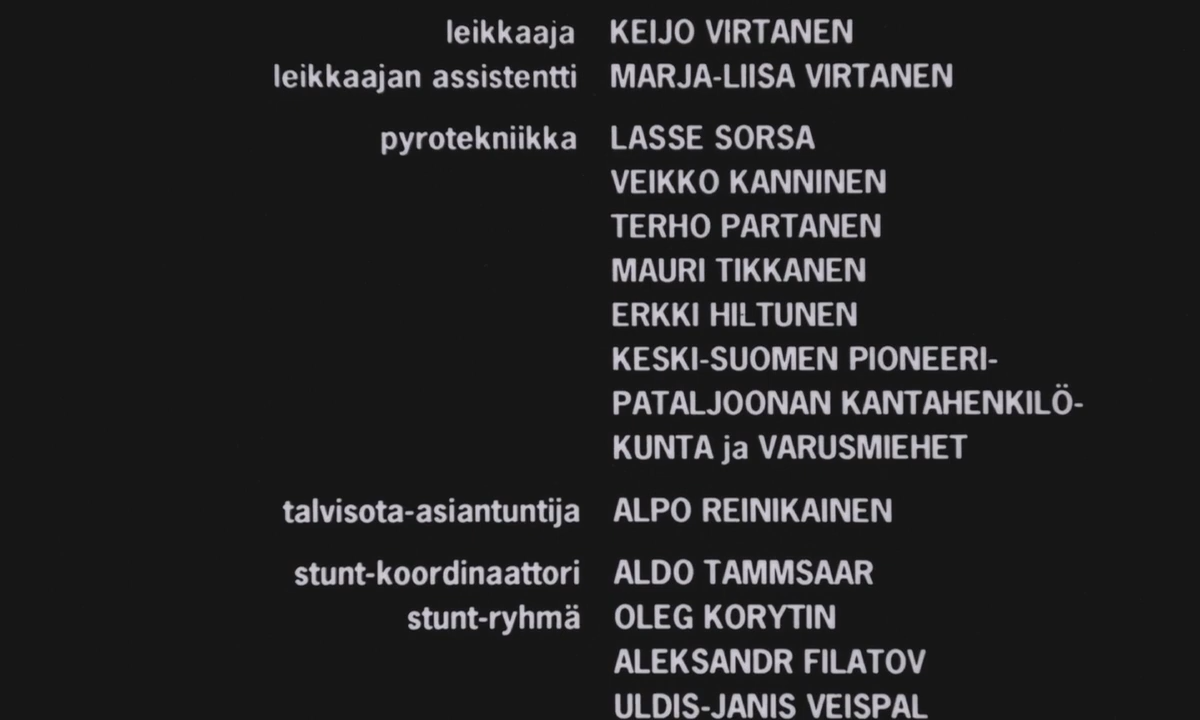 leikkaaja KEIJO VIRTANEN
leikkaajan assistentti MARJA-LIISA VIRTANEN
pyrotekniikka LASSE SORSA
VEIKKO KANNINEN
TERHO PARTANEN
MAURI TIKKANEN
ERKKI HILTUNEN
KESKI-SUOMEN PIONEERI-
PATALJOONAN KANTAHENKILÖ-
KUNTA ja VARUSMIEHET
talvisota-asiantuntija ALPO REINIKAINEN
stunt-koordinaattori ALDO TAMMSAAR
stunt-ryhmä OLEG KORYTIN
ALEKSANDR FILATOV
ULDIS-JANIS VEISPAL